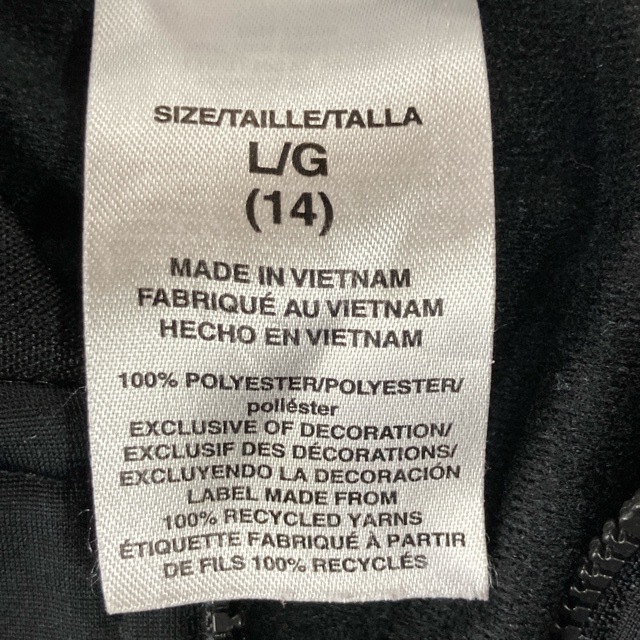 SIZE/TAILLE/TALLA
L/G
(14)
MADE IN VIETNAM
FABRIQUÉ AU VIETNAM
HECHO EN VIETNAM
100% POLYESTER/POLYESTER/
poliéster
EXCLUSIVE OF DECORATION/
EXCLUSIF DES DÉCORATIONS/
EXCLUYENDO LA DECORACIÓN
LABEL MADE FROM
100% RECYCLED YARNS
ÉTIQUETTE FABRIQUÉ À PARTIR
DE FILS 100% RECYCLÉS